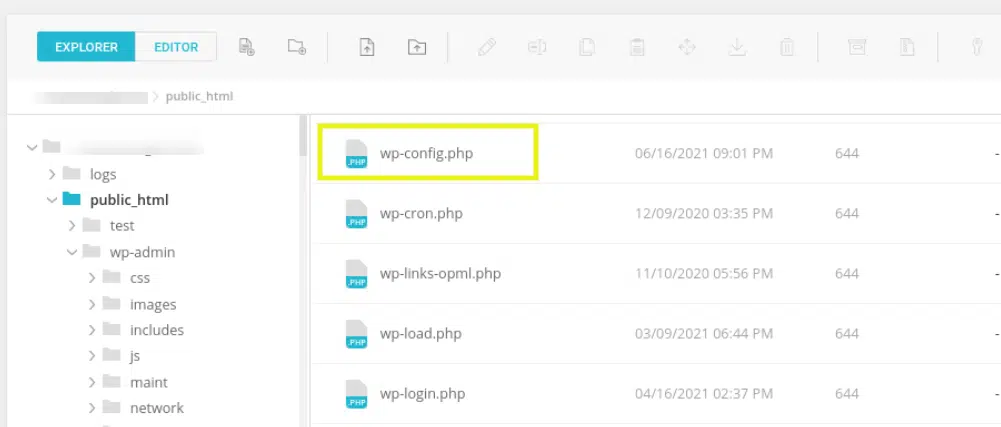 EXPLORER EDITOR
public_html
logs
public_html
test
wp-admin
css
images
includes
js
maint
network
.PHP wp-config.php 06/16/2021 09:01 PM 644 -
.PHP wp-cron.php 12/09/2020 03:35 PM 644 -
.PHP wp-links-opml.php 11/10/2020 05:56 PM 644 -
.PHP wp-load.php 03/09/2021 06:44 PM 644 -
.PHP wp-login.php 04/16/2021 02:37 PM 644 -